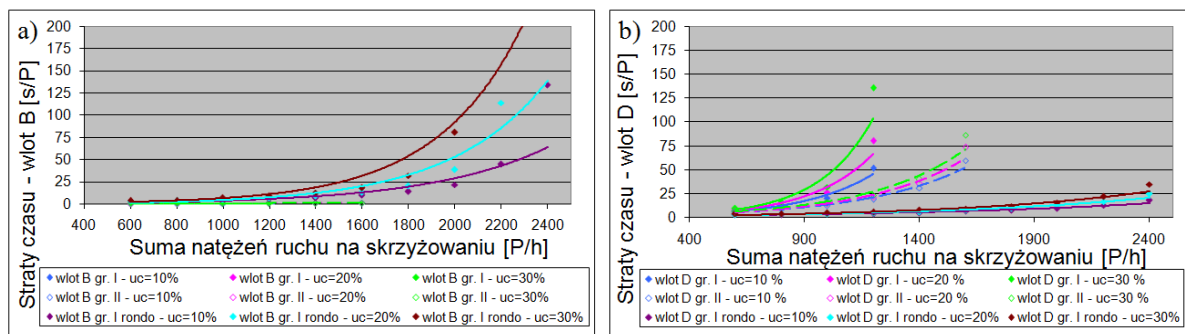 a)
Straty czasu - wlot B [s/P]
200
175
150
125
100
75
50
25
0
400 600 800 1000 1200 1400 1600 1800 2000 2200 2400 2600
Suma natężeń ruchu na skrzyżowaniu [P/h]
wlot B gr. I - uc=10% wlot B gr. I - uc=20% wlot B gr. I - uc=30%
wlot B gr. II - uc=10% wlot B gr. II - uc=20% wlot B gr. II - uc=30%
wlot B gr. I rondo - uc=10% wlot B gr. I rondo - uc=20% wlot B gr. I rondo - uc=30%
b)
Straty czasu - wlot D [s/P]
200
175
150
125
100
75
50
25
0
400 900 1400 1900 2400
Suma natężeń ruchu na skrzyżowaniu [P/h]
wlot D gr. I - uc=10 % wlot D gr. I - uc=20 % wlot D gr. I - uc=30 %
wlot D gr. II - uc=10 % wlot D gr. II - uc=20 % wlot D gr. II - uc=30 %
wlot D gr. I rondo - uc=10% wlot D gr. I rondo - uc=20% wlot D gr. I rondo - uc=30%